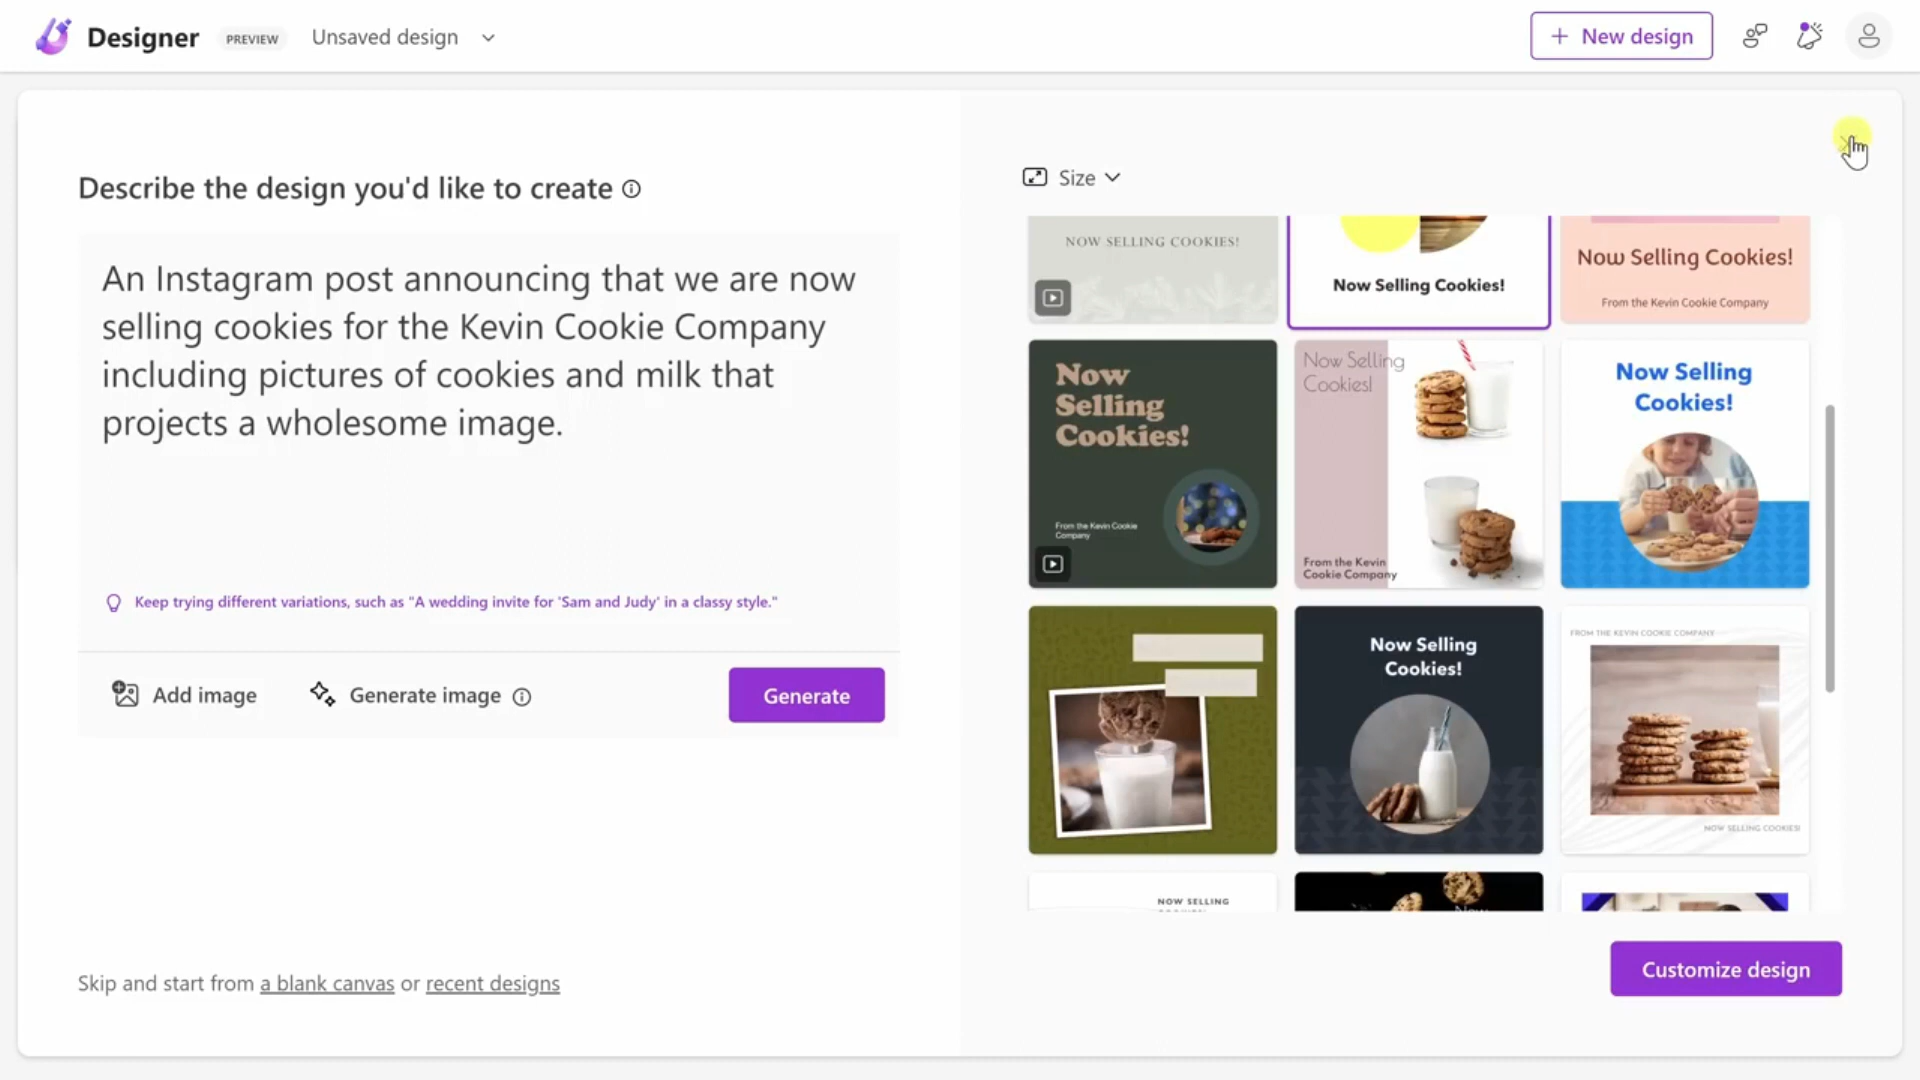 Designer PREVIEW Unsaved design
New design
Describe the design you'd like to create
An Instagram post announcing that we are now
selling cookies for the Kevin Cookie Company
including pictures of cookies and milk that
projects a wholesome image.
Keep trying different variations, such as "A wedding invite for 'Sam and Judy' in a classy style."
Add image
Generate image
Generate
Skip and start from a blank canvas or recent designs
Size
NOW SELLING COOKIES!
Now Selling Cookies!
Now Selling Cookies!
From the Kevin Cookie Company
Now
Selling
Cookies!
From the Kevin Cookie
Company
Now Selling
Cookies!
From the Kevin
Cookie Company
Now Selling
Cookies!
Now Selling
Cookies!
FROM THE KEVIN COOKIE COMPANY
NOW SELLING COOKIES!
NOW SELLING
Customize design